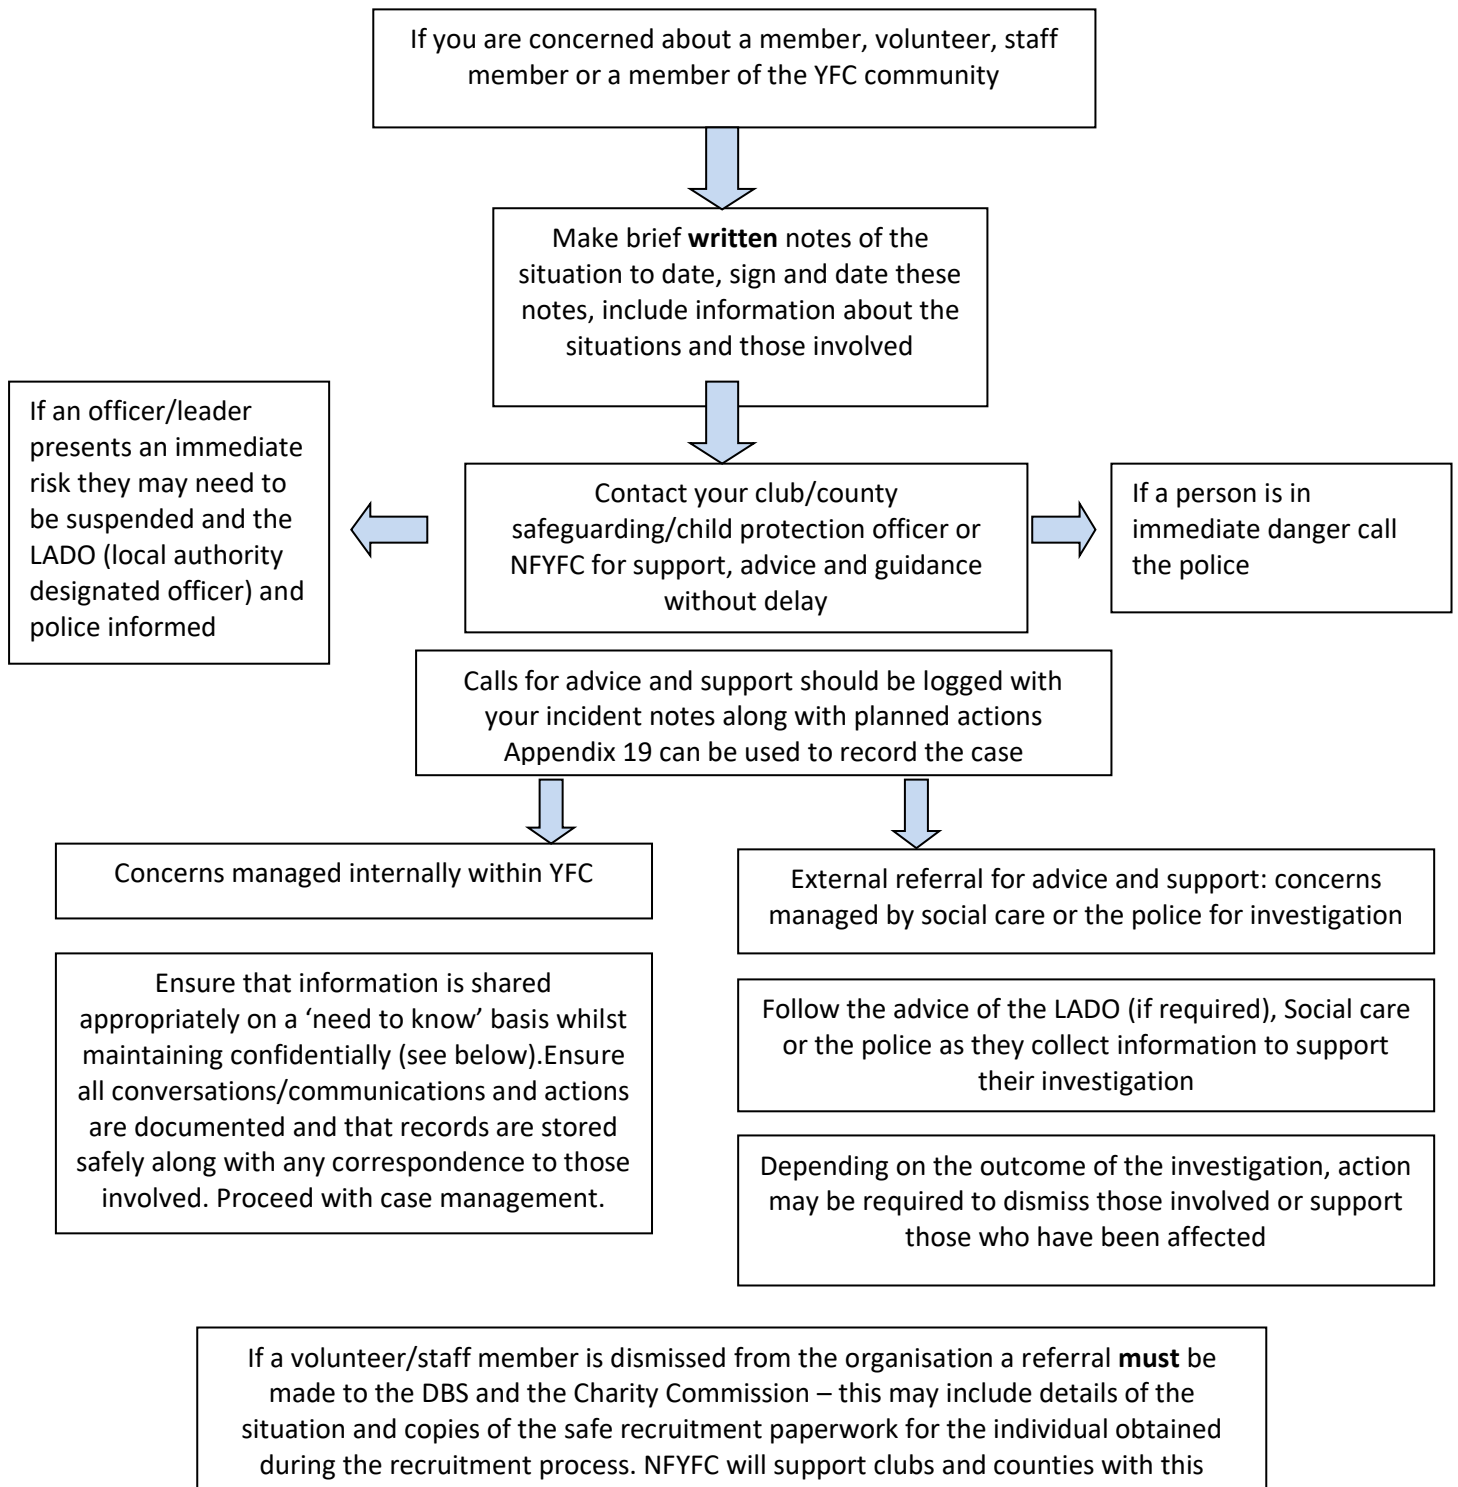 If you are concerned about a member, volunteer, staff
member or a member of the YFC community
Make brief written notes of the
situation to date, sign and date these
notes, include information about the
situations and those involved
If an officer/leader
presents an immediate
risk they may need to
be suspended and the
LADO (local authority
designated officer) and
police informed
Contact your club/county
safeguarding/child protection officer or
NFYFC for support, advice and guidance
without delay
If a person is in
immediate danger call
the police
Calls for advice and support should be logged with
your incident notes along with planned actions
Appendix 19 can be used to record the case
Concerns managed internally within YFC
Ensure that information is shared
appropriately on a ‘need to know’ basis whilst
maintaining confidentially (see below).Ensure
all conversations/communications and actions
are documented and that records are stored
safely along with any correspondence to those
involved. Proceed with case management.
External referral for advice and support: concerns
managed by social care or the police for investigation
Follow the advice of the LADO (if required), Social care
or the police as they collect information to support
their investigation
Depending on the outcome of the investigation, action
may be required to dismiss those involved or support
those who have been affected
If a volunteer/staff member is dismissed from the organisation a referral must be
made to the DBS and the Charity Commission – this may include details of the
situation and copies of the safe recruitment paperwork for the individual obtained
during the recruitment process. NFYFC will support clubs and counties with this